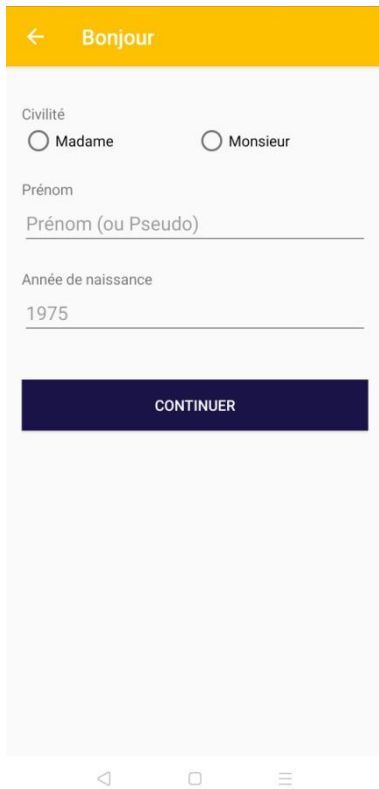 Bonjour
Civilité
Madame Monsieur
Prénom
Prénom (ou Pseudo)
Année de naissance
1975
CONTINUER